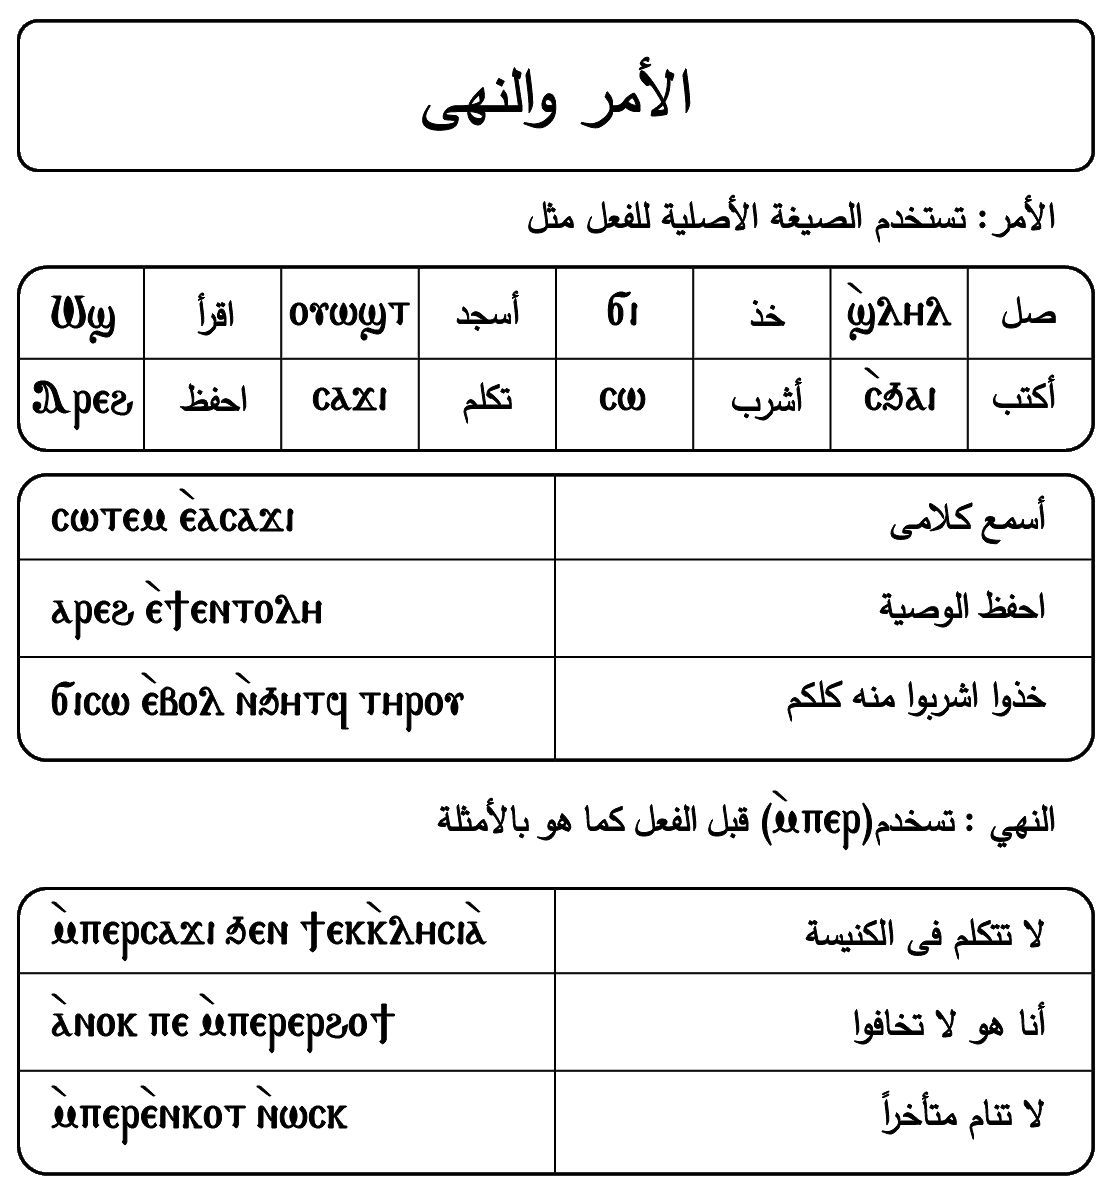 الأمر والنهى
الأمر : تستخدم الصيغة الأصلية للفعل مثل
صل ϣ̀ⲗⲏⲗ خذ ϭⲓ أسجد ⲟⲩⲱϣⲧ اقرأ Ⲱϣ
أكتب ⲥ̀ϧⲁⲓ أشرب ⲥⲱ تكلم ⲥⲁϫⲓ احفظ Ⲁⲣⲉϩ
أسمع كلامى ⲥⲱⲧⲉⲙ ⲉ̀ⲁⲥⲁϫⲓ
احفظ الوصية ⲁⲣⲉϩ ⲉ̀ϯⲉⲛⲧⲟⲗⲏ
خذوا اشربوا منه كلكم ϭⲓⲥⲱ ⲉ̀ⲃⲟⲗ ⲛ̀ϧⲏⲧϥ ⲧⲏⲣⲟⲩ
النهي : تسخدم(ⲙ̀ⲡⲉⲣ) قبل الفعل كما هو بالأمثلة
لا تتكلم فى الكنيسة ⲙ̀ⲡⲉⲣⲥⲁϫⲓ ϧⲉⲛ ϯⲉⲕⲕ̀ⲗⲏⲥⲓⲁ̀
أنا هو لا تخافوا ⲁ̀ⲛⲟⲕ ⲡⲉ ⲙ̀ⲡⲉⲣⲉⲣϩⲟϯ
لا تنام متأخراً ⲙ̀ⲡⲉⲣⲉ̀ⲛⲕⲟⲧ ⲛ̀ⲱⲥⲕ